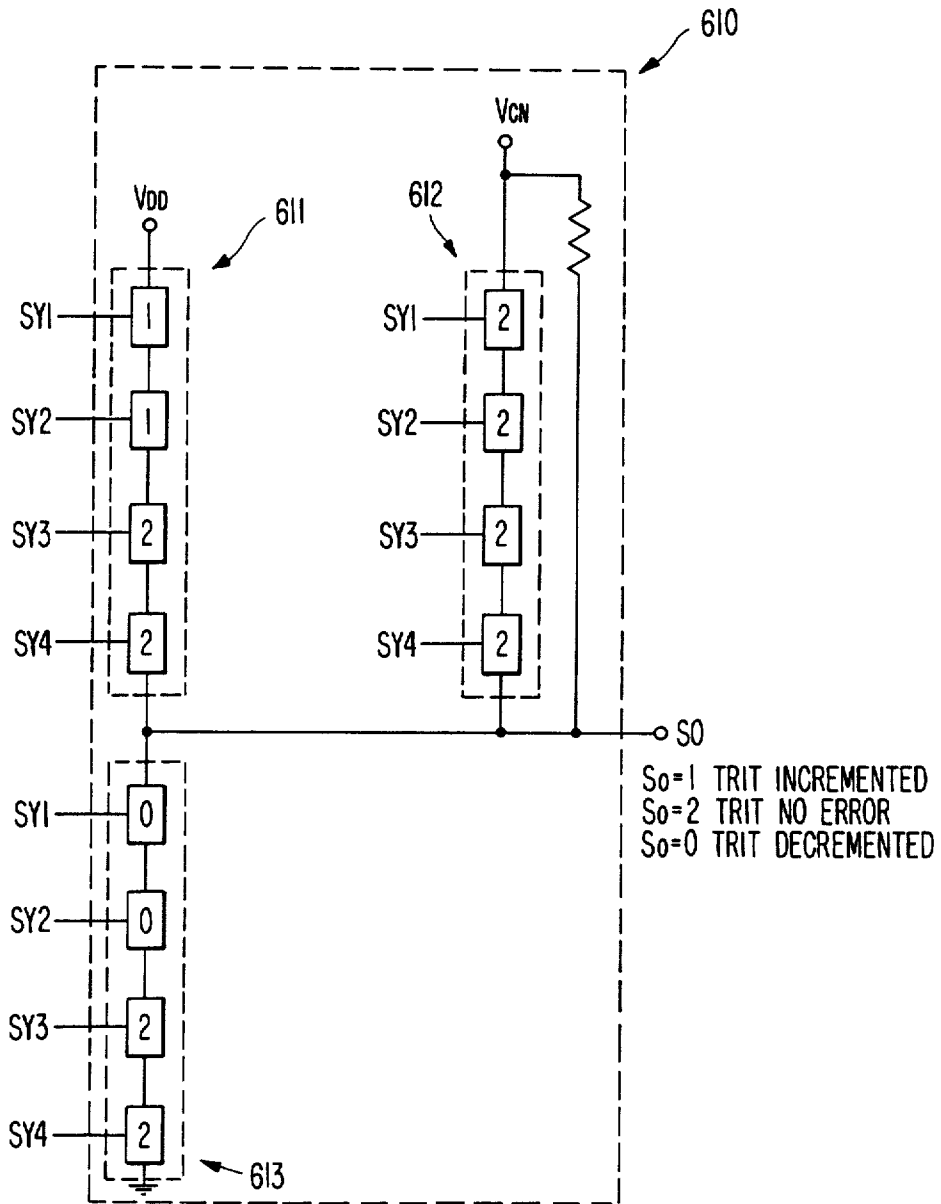 610
VCN
612
VDD
611
SY1 1
SY1 2
SY2 1
SY2 2
SY3 2
SY3 2
SY4 2
SY4 2
SO
So=1 TRIT INCREMENTED
So=2 TRIT NO ERROR
So=0 TRIT DECREMENTED
SY1 0
SY2 0
SY3 2
SY4 2
613